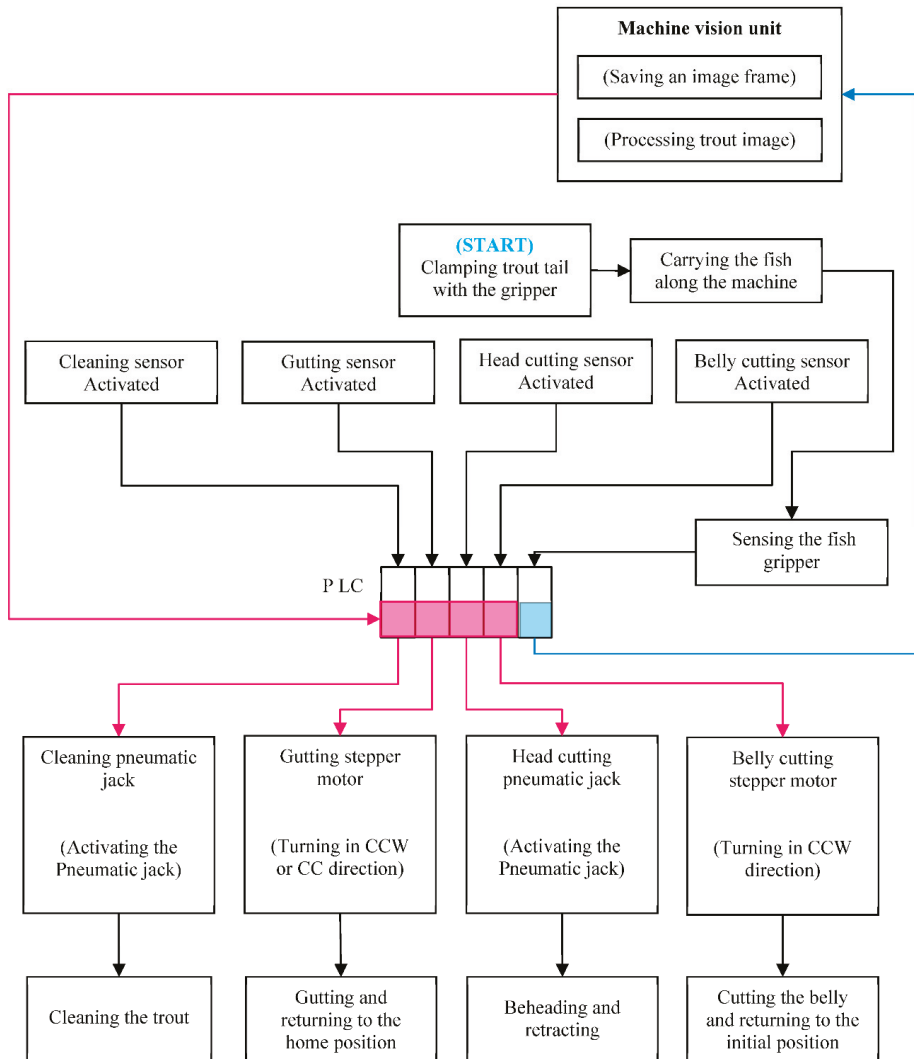 Machine vision unit
(Saving an image frame)
(Processing trout image)
(START)
Clamping trout tail
with the gripper
Carrying the fish
along the machine
Cleaning sensor
Activated
Gutting sensor
Activated
Head cutting sensor
Activated
Belly cutting sensor
Activated
Sensing the fish
gripper
P LC
Cleaning pneumatic
jack
(Activating the
Pneumatic jack)
Gutting stepper
motor
(Turning in CCW
or CC direction)
Head cutting
pneumatic jack
(Activating the
Pneumatic jack)
Belly cutting
stepper motor
(Turning in CCW
direction)
Cleaning the trout
Gutting and
returning to the
home position
Beheading and
retracting
Cutting the belly
and returning to the
initial position